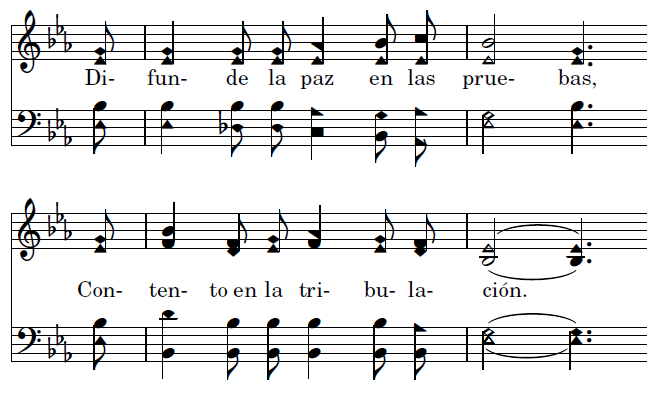 Di- fun- de la paz en las prue- bas,
Con- ten- to en la tri- bu- la- ción.